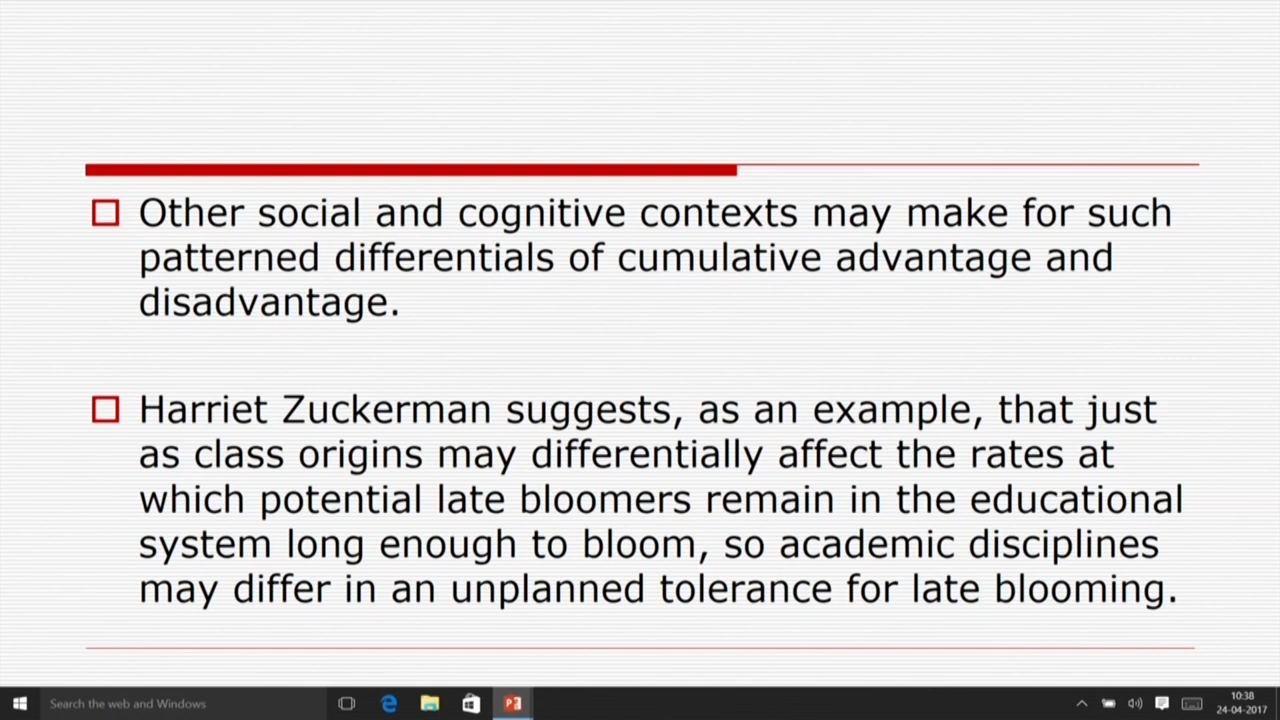 Other social and cognitive contexts may make for such
patterned differentials of cumulative advantage and
disadvantage.
Harriet Zuckerman suggests, as an example, that just
as class origins may differentially affect the rates at
which potential late bloomers remain in the educational
system long enough to bloom, so academic disciplines
may differ in an unplanned tolerance for late blooming.
Search the web and Windows
10:38
24-04-2017